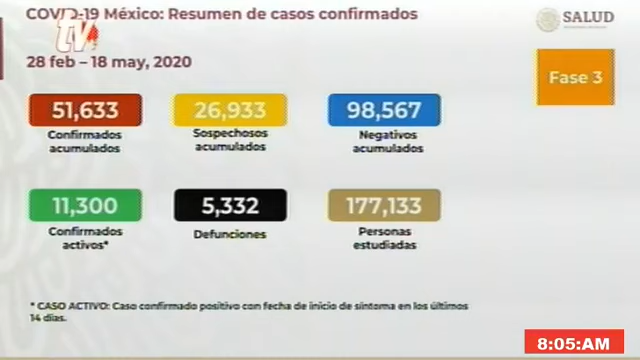 COVID-19 México: Resumen de casos confirmados
tv
SALUD
28 feb – 18 may, 2020
Fase 3
51,633
Confirmados
acumulados
26,933
Sospechosos
acumulados
98,567
Negativos
acumulados
11,300
Confirmados
activos*
5,332
Defunciones
177,133
Personas
estudiadas
* CASO ACTIVO: Caso confirmado positivo con fecha de inicio de síntoma en los últimos
14 días.
8:05:AM